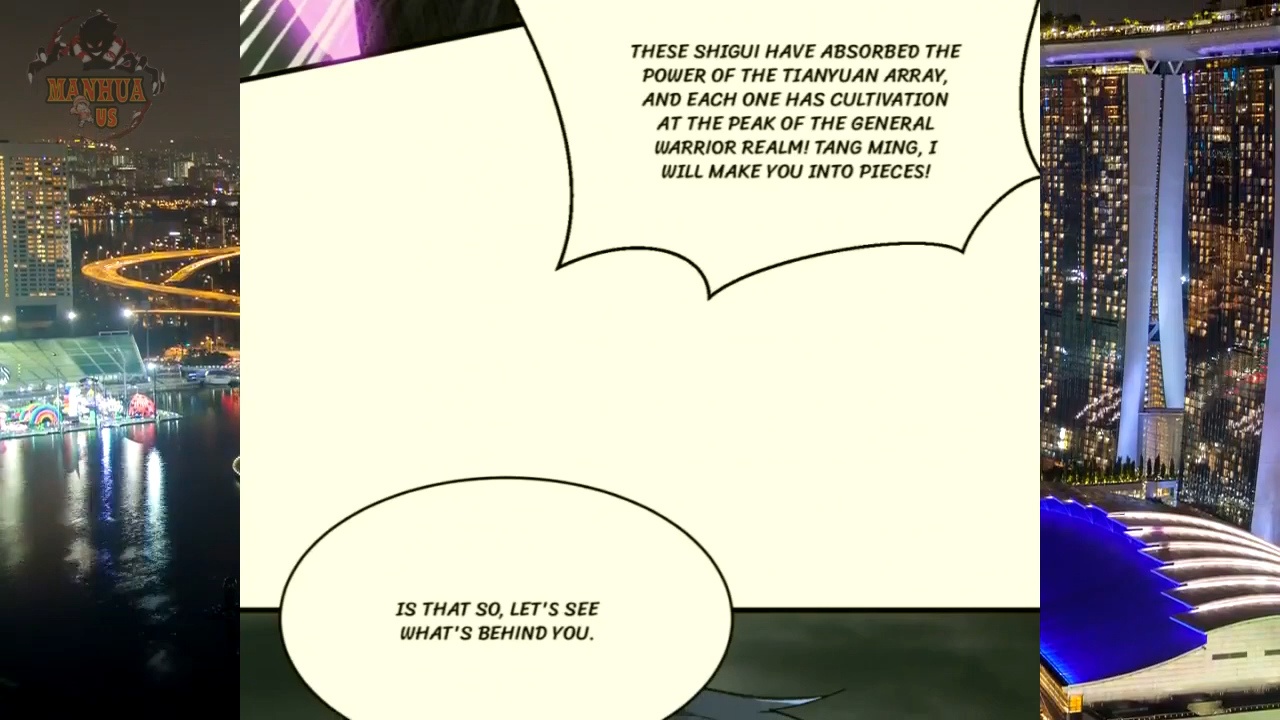 MANHUA
US
THESE SHIGUI HAVE ABSORBED THE
POWER OF THE TIANYUAN ARRAY,
AND EACH ONE HAS CULTIVATION
AT THE PEAK OF THE GENERAL
WARRIOR REALM! TANG MING, I
WILL MAKE YOU INTO PIECES!
IS THAT SO, LET'S SEE
WHAT'S BEHIND YOU.